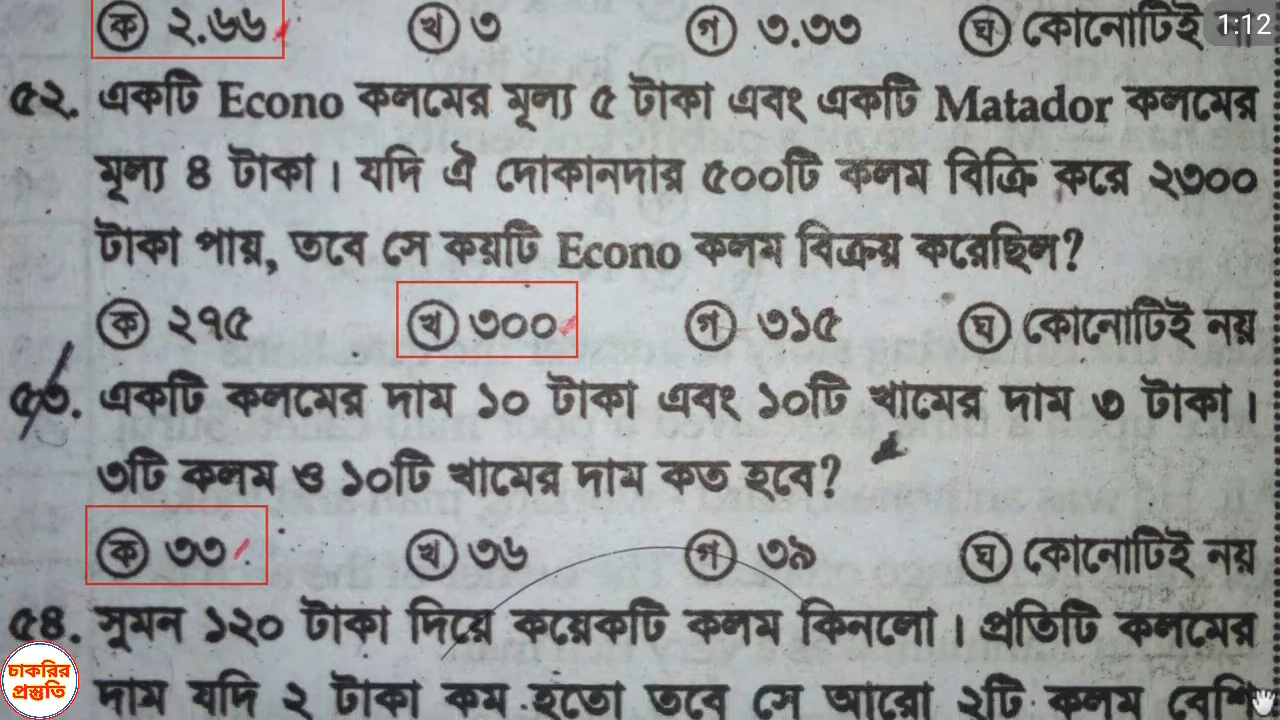 ক ২.৬৬ খ ৩ গ ৩.৩৩ ঘ কোনোটিই
1:12
৫২. একটি Econo কলমের মূল্য ৫ টাকা এবং একটি Matador কলমের
মূল্য ৪ টাকা। যদি ঐ দোকানদার ৫০০টি কলম বিক্রি করে ২৩০০
টাকা পায়, তবে সে কয়টি Econo কলম বিক্রয় করেছিল?
ক ২৭৫ খ ৩০০ গ ৩১৫ ঘ কোনোটিই নয়
৫৩. একটি কলমের দাম ১০ টাকা এবং ১০টি খামের দাম ৩ টাকা।
৩টি কলম ও ১০টি খামের দাম কত হবে?
ক ৩৩ খ ৩৬ গ ৩৯ ঘ কোনোটিই নয়
৫৪. সুমন ১২০ টাকা দিয়ে কয়েকটি কলম কিনলো। প্রতিটি কলমের
দাম যদি ২ টাকা কম হতো তবে সে আরো ২টি কলম বেশি
চাকরির
প্রস্তুতি